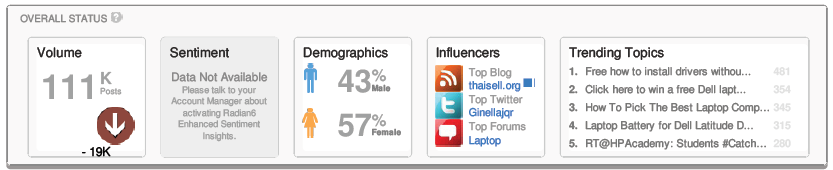 OVERALL STATUS ?
Volume
111 K
Posts
- 19K
Sentiment
Data Not Available
Please talk to your
Account Manager about
activating Radian6
Enhanced Sentiment
Insights.
Demographics
43%
Male
57%
Female
Influencers
Top Blog
thaisell.org
Top Twitter
Ginellajqr
Top Forums
Laptop
Trending Topics
1. Free how to install drivers withou... 481
2. Click here to win a free Dell lapt... 354
3. How To Pick The Best Laptop Comp... 345
4. Laptop Battery for Dell Latitude D... 315
5. RT@HPAcademy: Students #Catch... 280